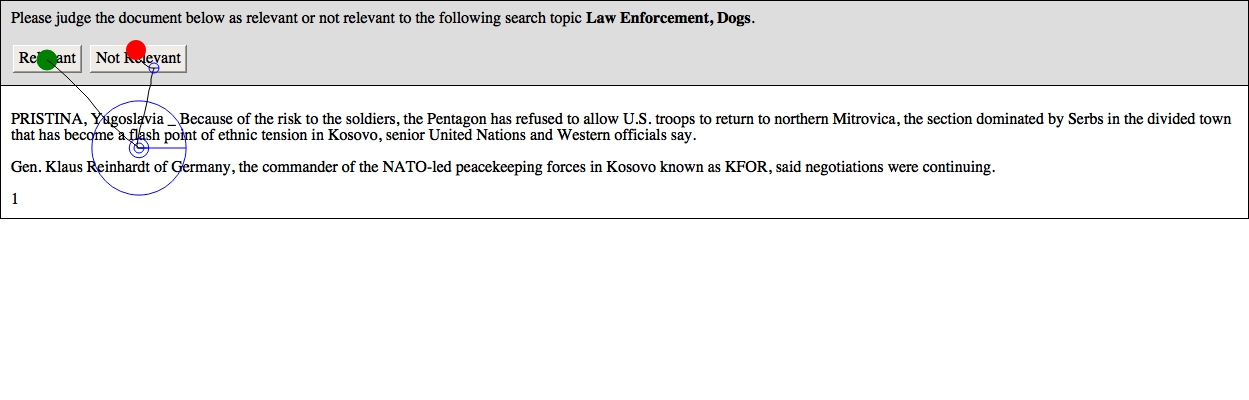 Please judge the document below as relevant or not relevant to the following search topic Law Enforcement, Dogs.
Relevant Not Relevant
PRISTINA, Yugoslavia _ Because of the risk to the soldiers, the Pentagon has refused to allow U.S. troops to return to northern Mitrovica, the section dominated by Serbs in the divided town
that has become a flash point of ethnic tension in Kosovo, senior United Nations and Western officials say.
Gen. Klaus Reinhardt of Germany, the commander of the NATO-led peacekeeping forces in Kosovo known as KFOR, said negotiations were continuing.
1